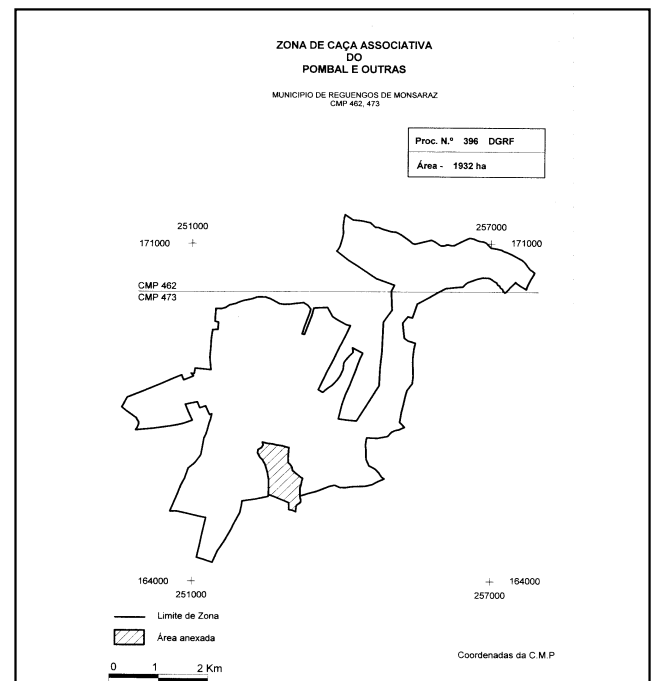 ZONA DE CAÇA ASSOCIATIVA
DO
POMBAL E OUTRAS
MUNICIPIO DE REGUENGOS DE MONSARAZ
CMP 462, 473
Proc. N.º 396 DGRF
Área - 1932 ha
251000 257000
171000 171000
CMP 462
CMP 473
164000 164000
251000 257000
Limite de Zona
Área anexada
Coordenadas da C.M.P
0 1 2 Km